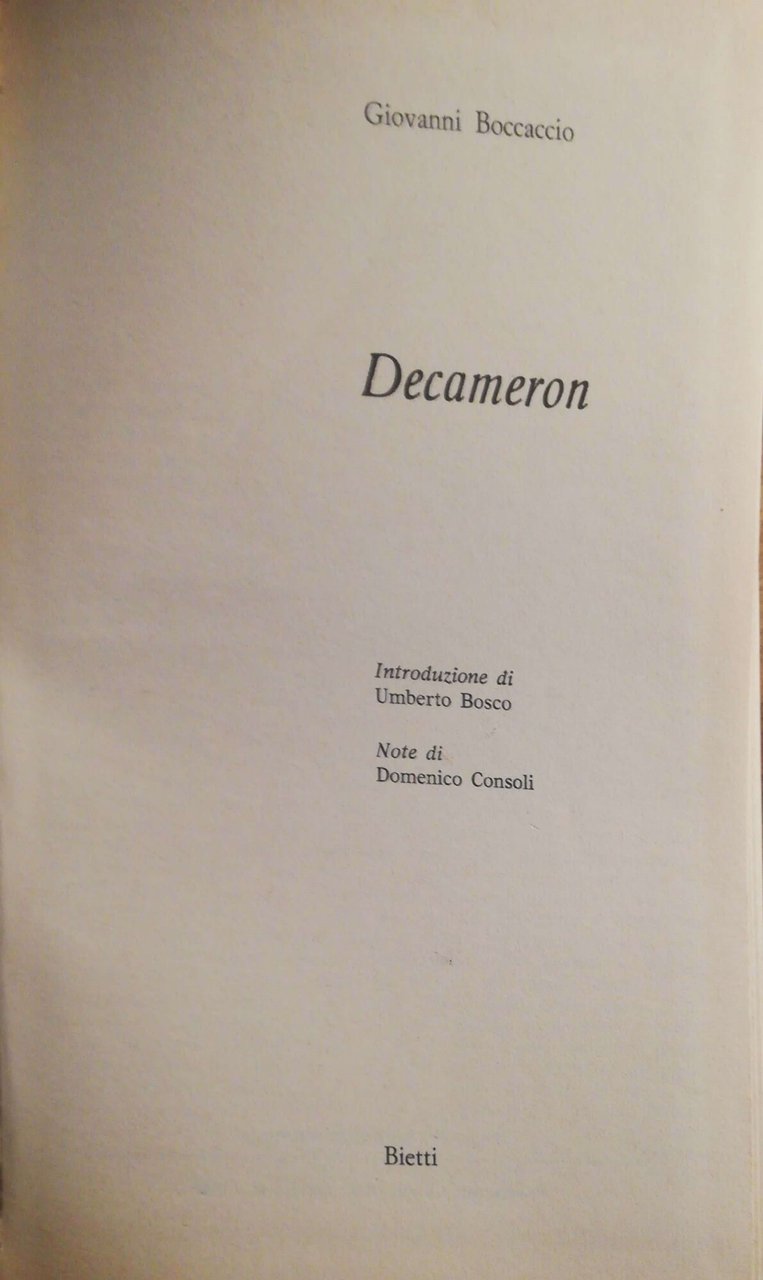 Giovanni Boccaccio
Decameron
Introduzione di
Umberto Bosco
Note di
Domenico Consoli
Bietti